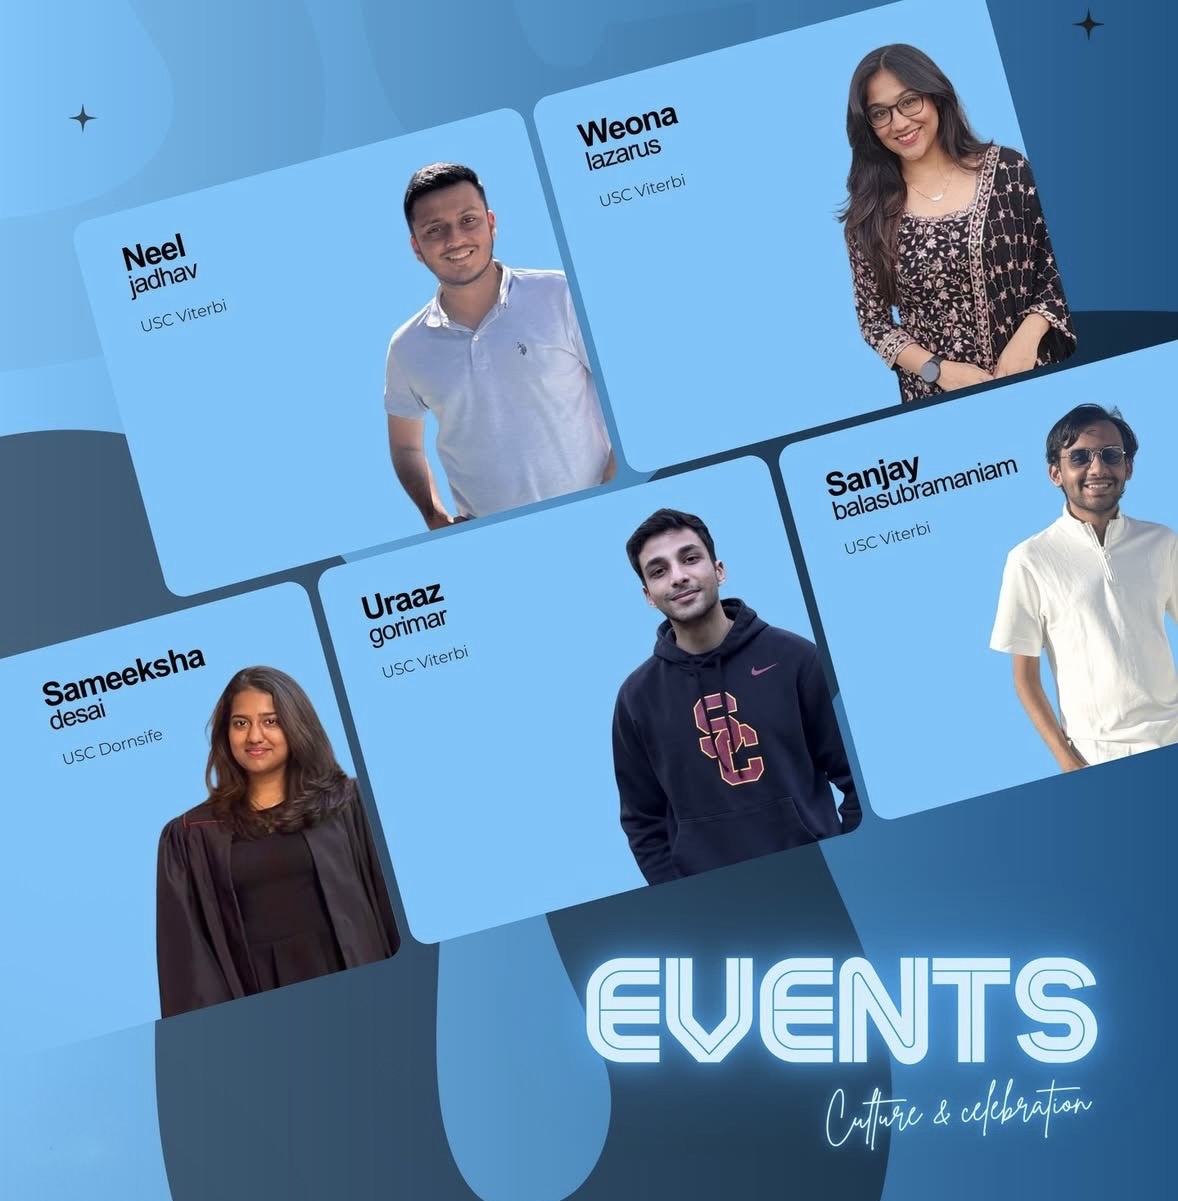 Neel
jadhav
USC Viterbi
Weona
lazarus
USC Viterbi
Sameeksha
desai
USC Dornsife
Uraaz
gorimar
USC Viterbi
SC
Sanjay
balasubramaniam
USC Viterbi
EVENTS
Culture & celebration